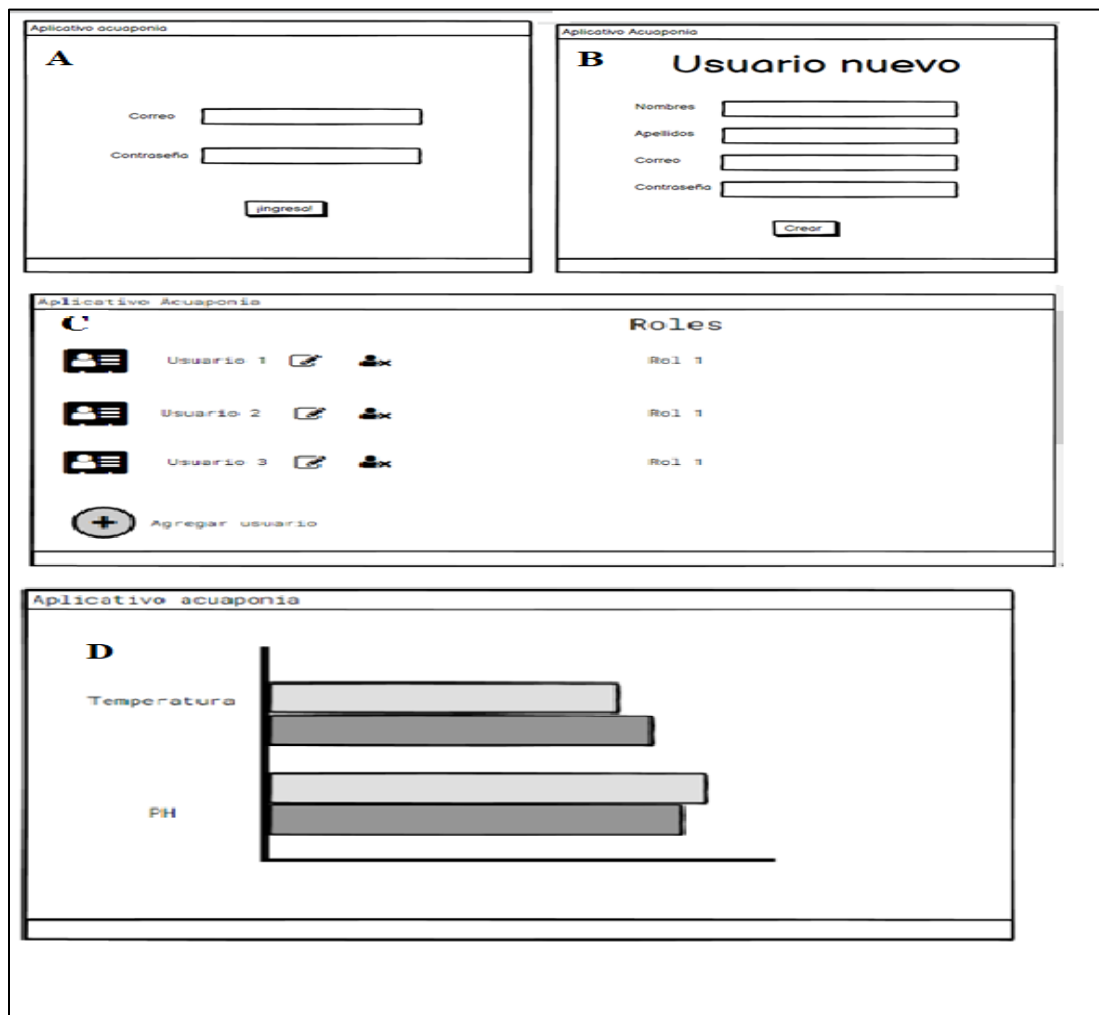 Aplicativo acuaponia
A
Correo
Contraseña
¡ingresa!
Aplicativo Acuaponia
B
Usuario nuevo
Nombres
Apellidos
Correo
Contraseña
Crear
Aplicativo Acuaponia
C
Roles
Usuario 1 Rol 1
Usuario 2 Rol 1
Usuario 3 Rol 1
Agregar usuario
Aplicativo acuaponia
D
Temperatura
PH